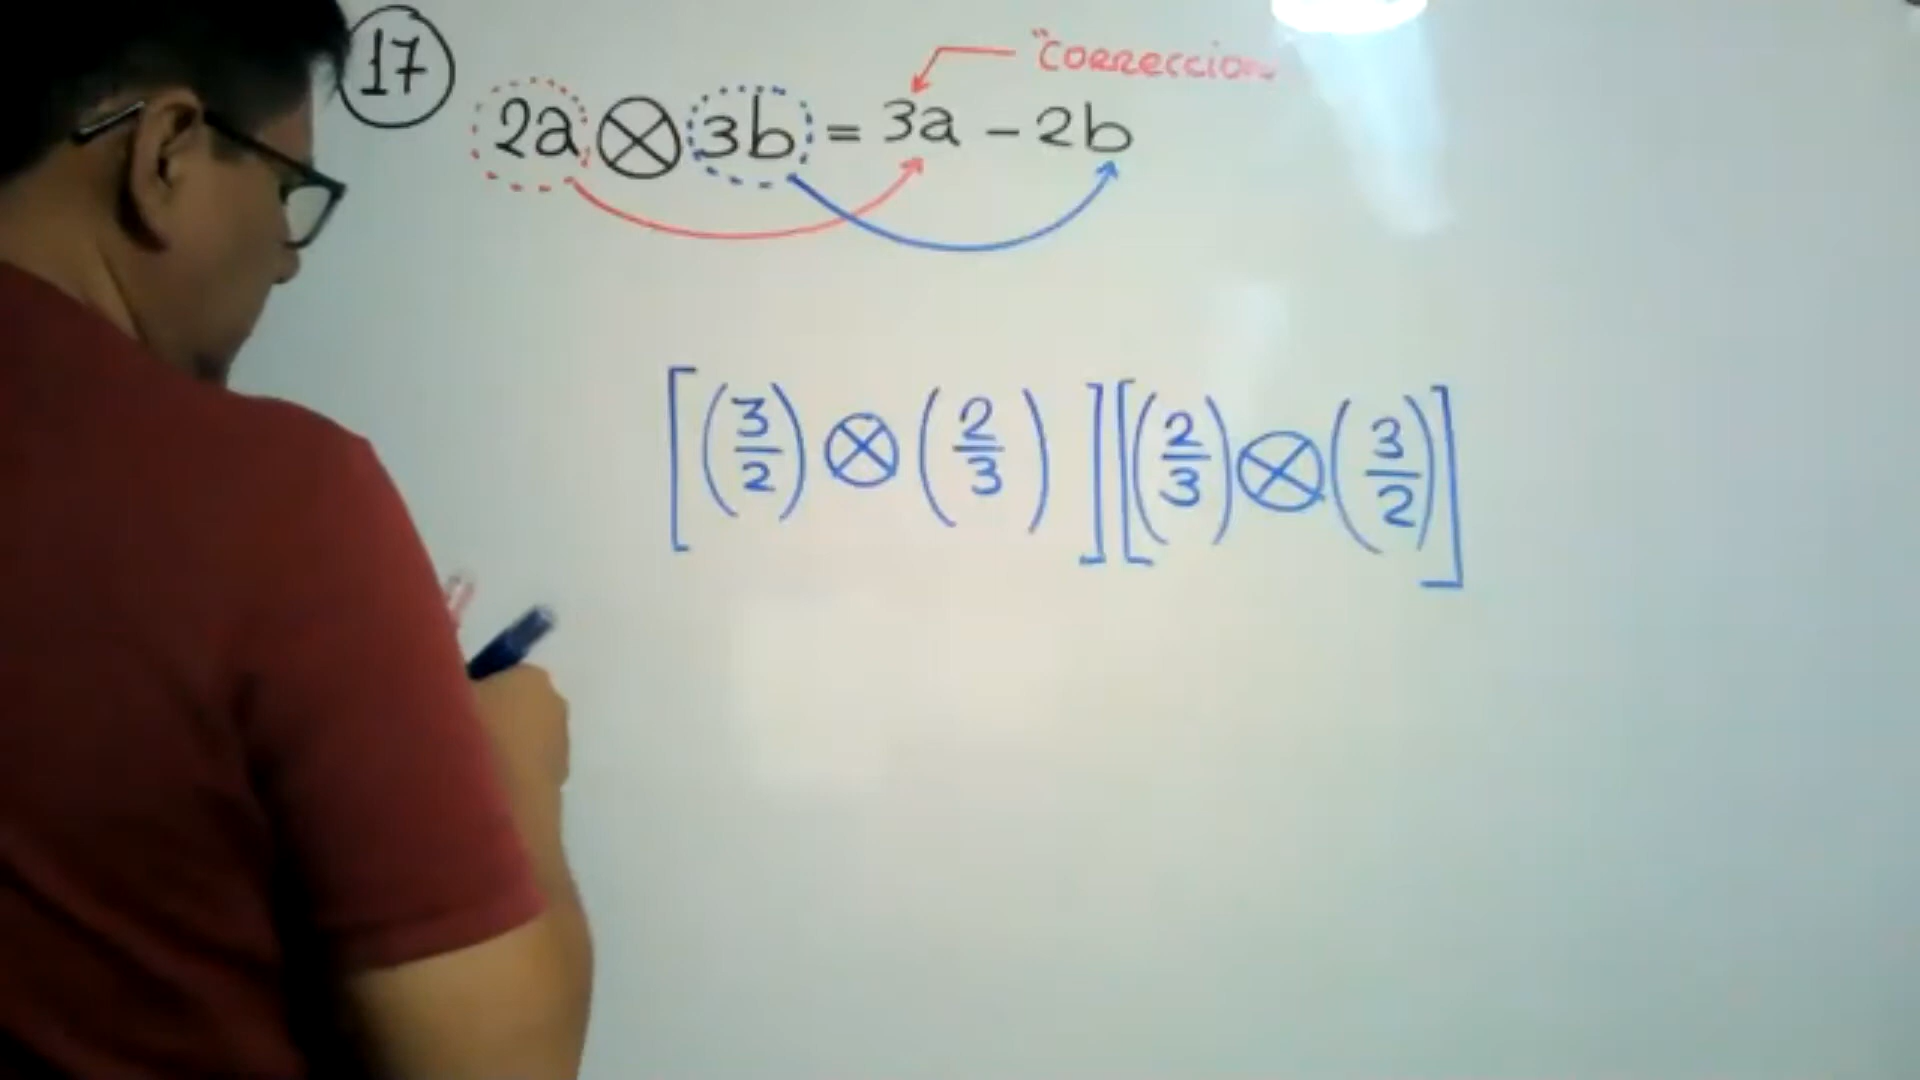 17
"Correccion
2a ⊗ 3b = 3a - 2b
[(3/2) ⊗ (2/3)][(2/3) ⊗ (3/2)]